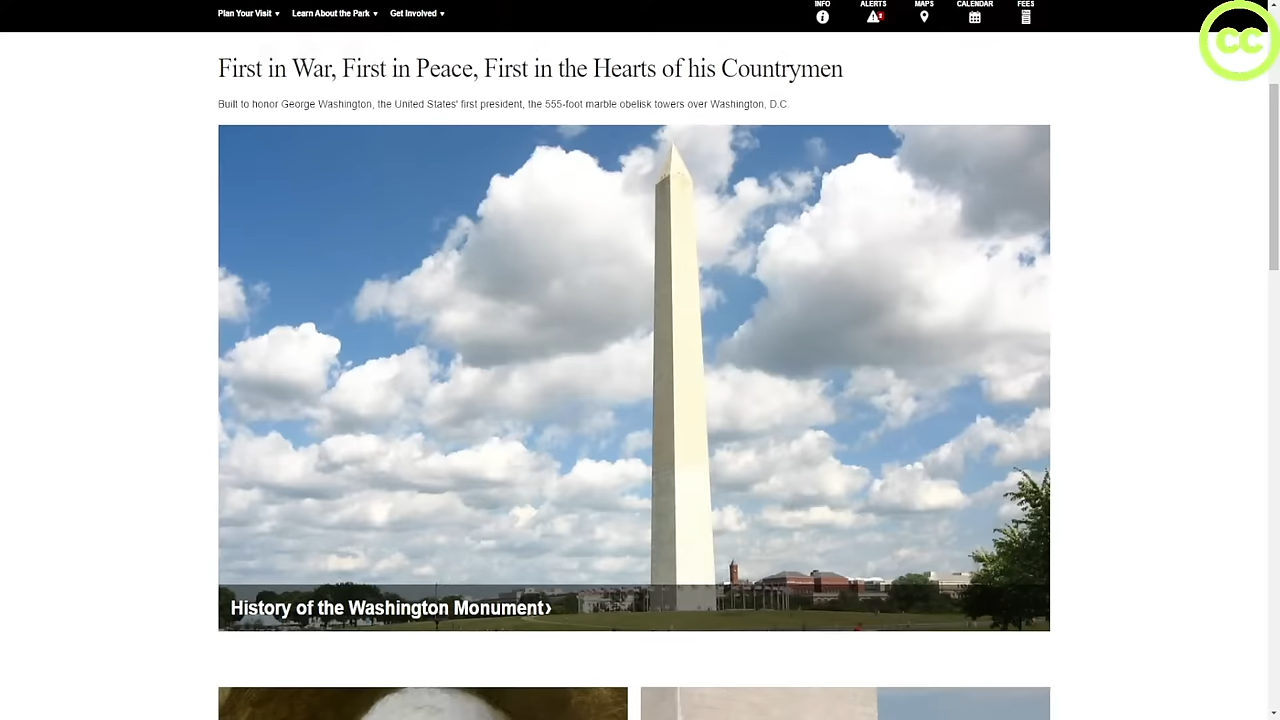 Plan Your Visit ▾ Learn About the Park ▾ Get Involved ▾
INFO ALERTS MAPS CALENDAR FEES
CC
First in War, First in Peace, First in the Hearts of his Countrymen
Built to honor George Washington, the United States' first president, the 555-foot marble obelisk towers over Washington, D.C.
History of the Washington Monument›